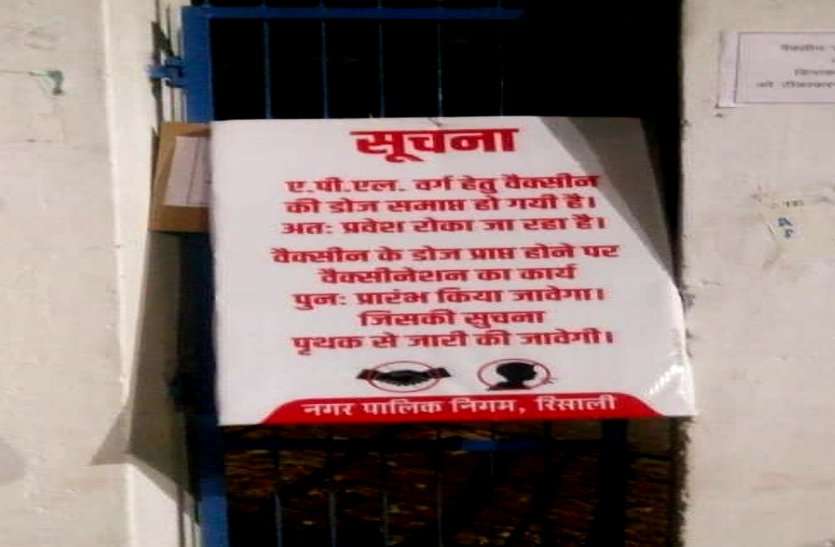 सूचना
ए.पी.एल. वर्ग हेतु वैक्सीन
की डोज समाप्त हो गयी है।
अतः प्रवेश रोका जा रहा है।
वैक्सीन के डोज प्राप्त होने पर
वैक्सीनेशन का कार्य
पुनः प्रारंभ किया जावेगा।
जिसकी सुचना
पृथक से जारी की जावेगी।
नगर पालिक निगम, रिसाली